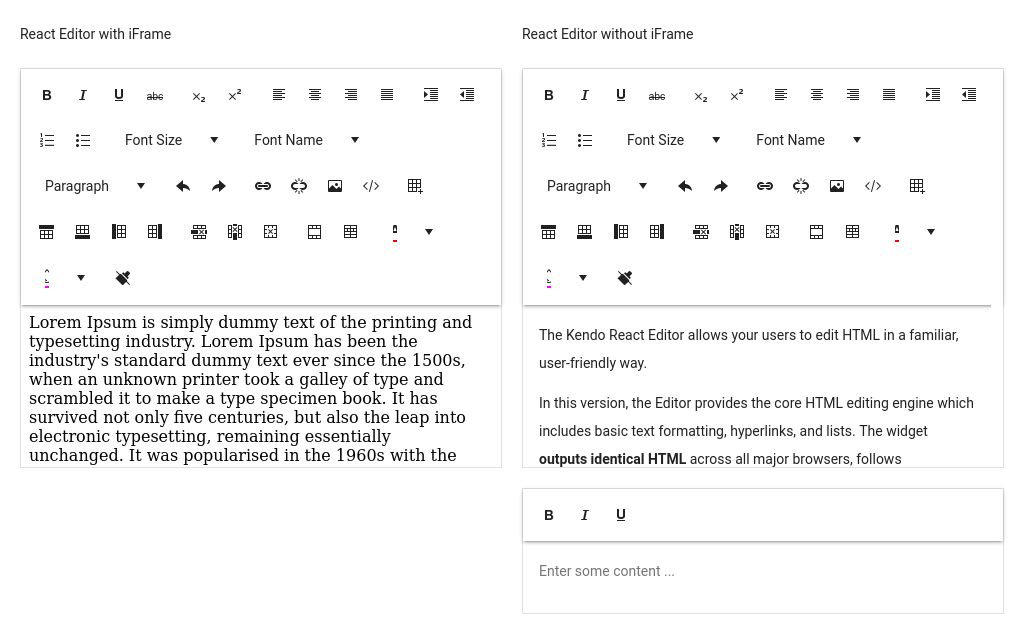 React Editor with iFrame
B I U abc x₂ x²
Font Size Font Name
Paragraph </>
Lorem Ipsum is simply dummy text of the printing and
typesetting industry. Lorem Ipsum has been the
industry's standard dummy text ever since the 1500s,
when an unknown printer took a galley of type and
scrambled it to make a type specimen book. It has
survived not only five centuries, but also the leap into
electronic typesetting, remaining essentially
unchanged. It was popularised in the 1960s with the
React Editor without iFrame
B I U abc x₂ x²
Font Size Font Name
Paragraph </>
The Kendo React Editor allows your users to edit HTML in a familiar,
user-friendly way.
In this version, the Editor provides the core HTML editing engine which
includes basic text formatting, hyperlinks, and lists. The widget
outputs identical HTML across all major browsers, follows
B I U
Enter some content ...